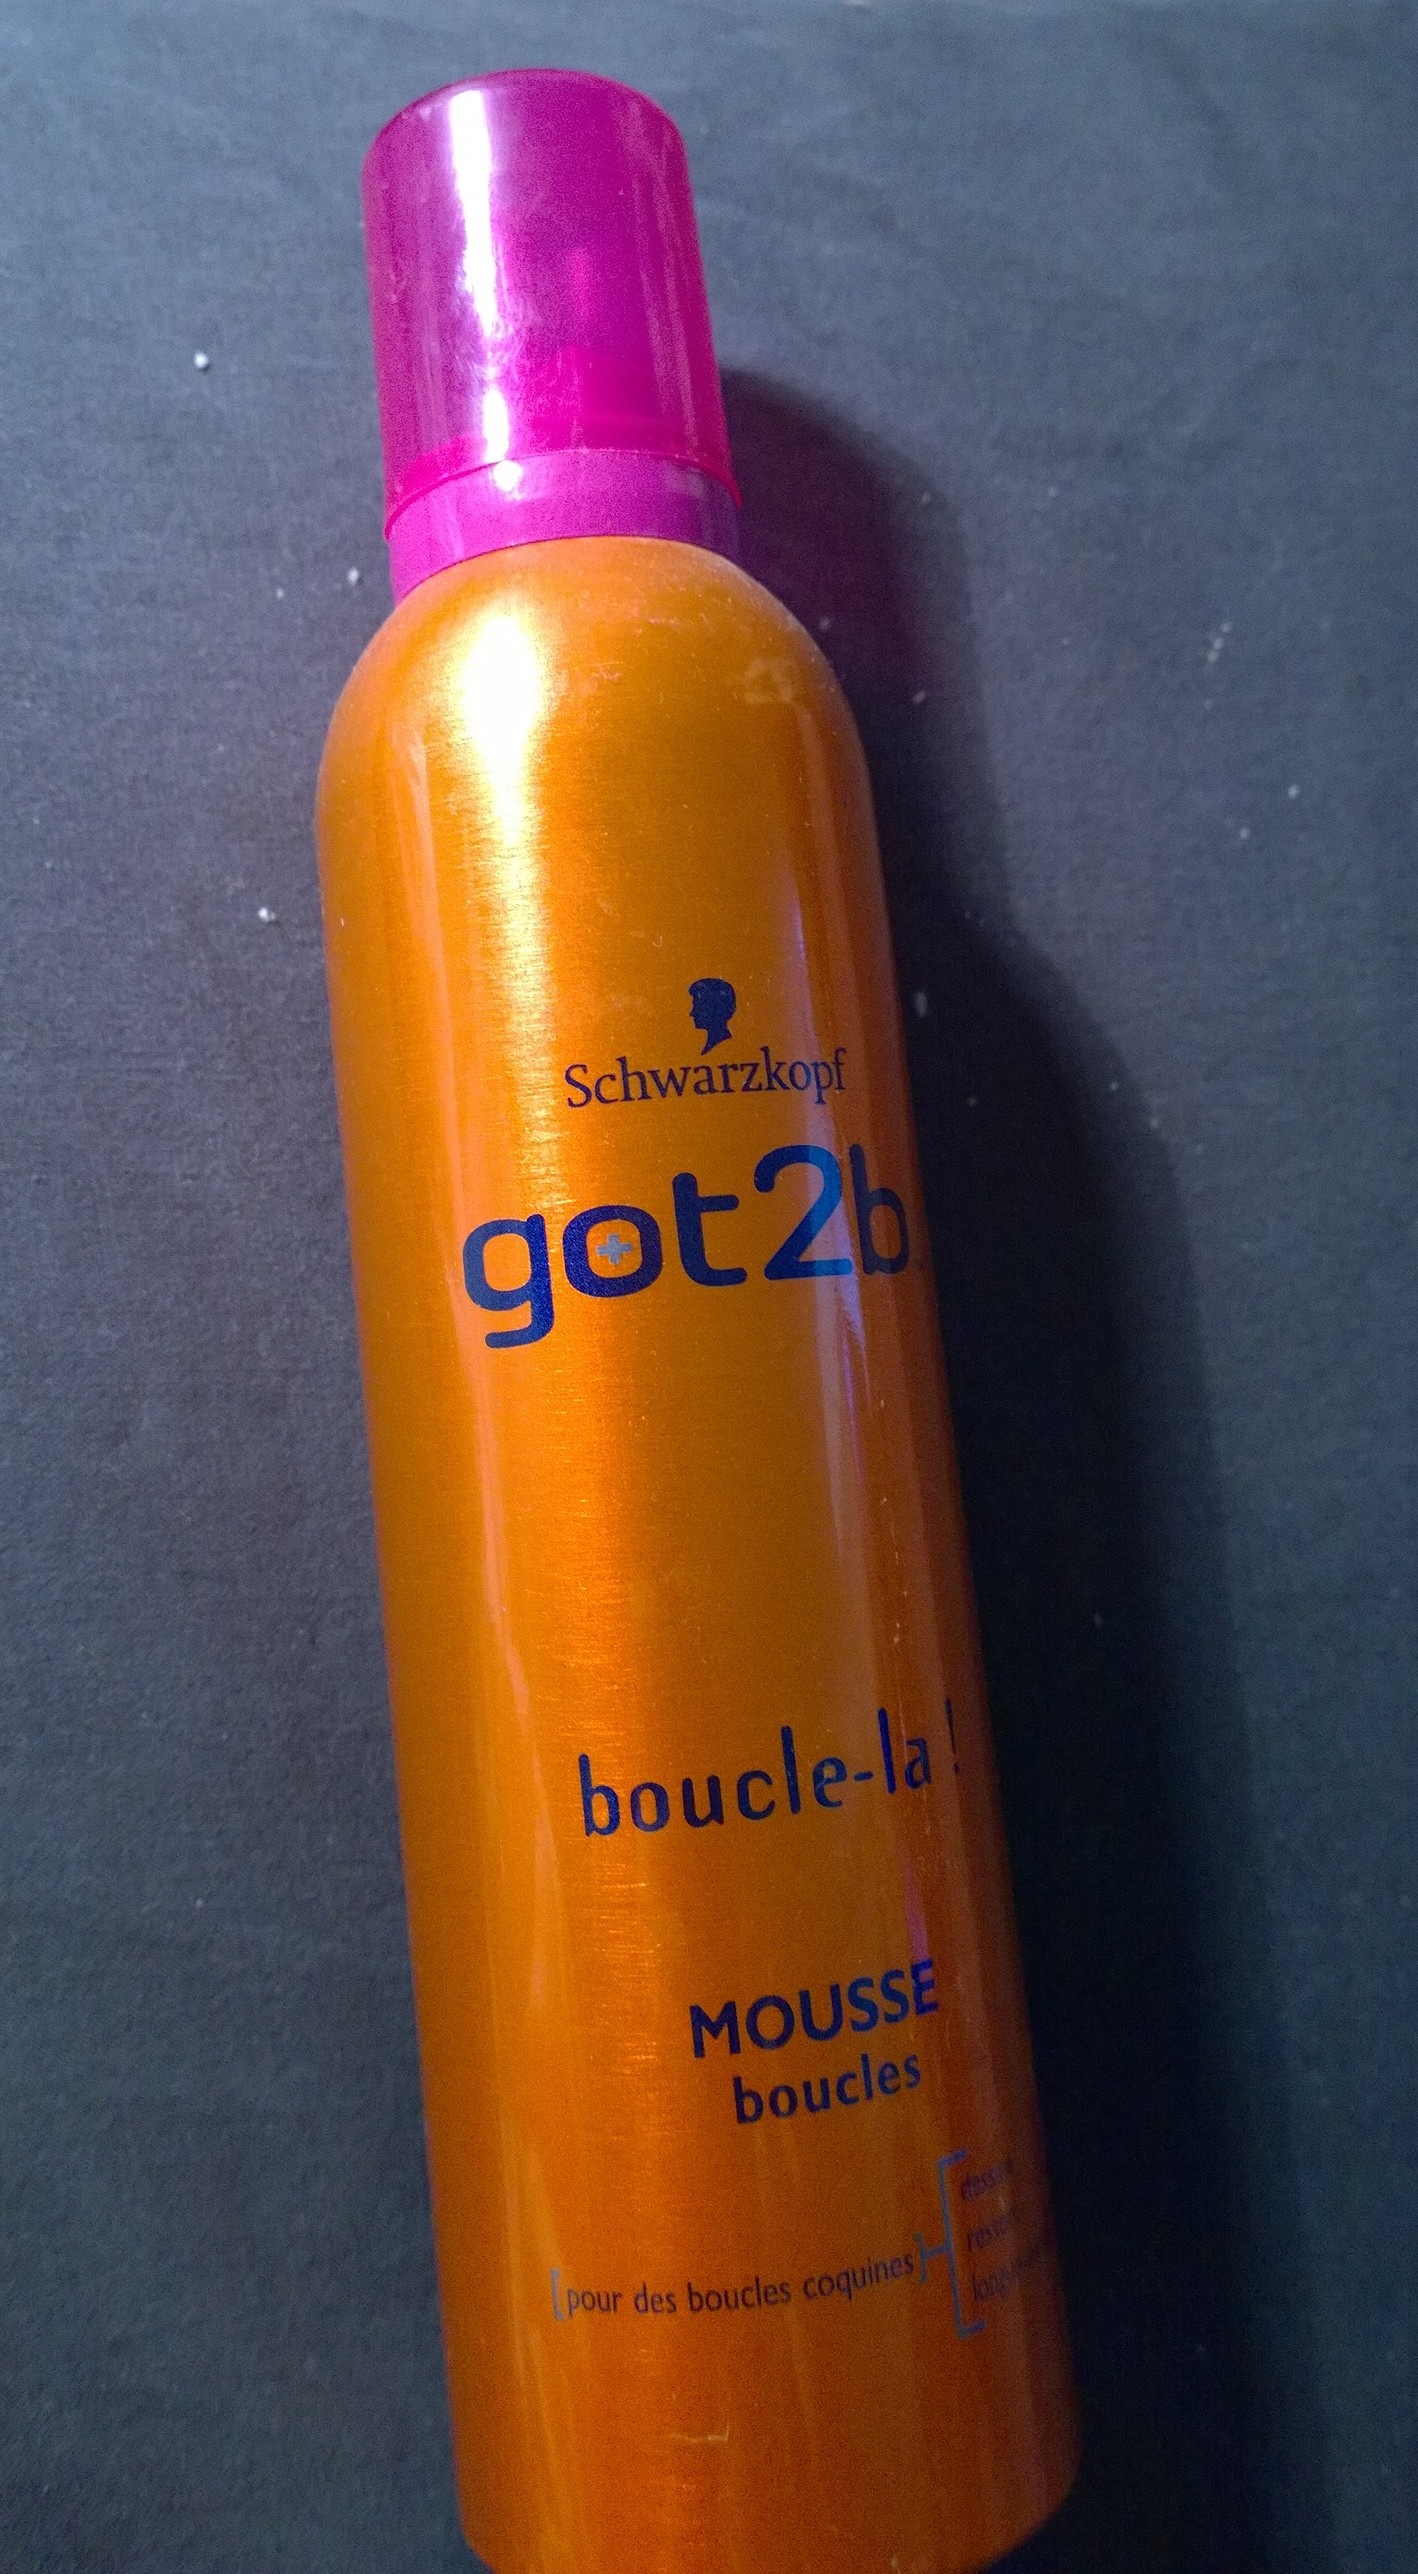 Schwarzkopf
got2b
boucle-la !
MOUSSE
boucles
[pour des boucles coquines]